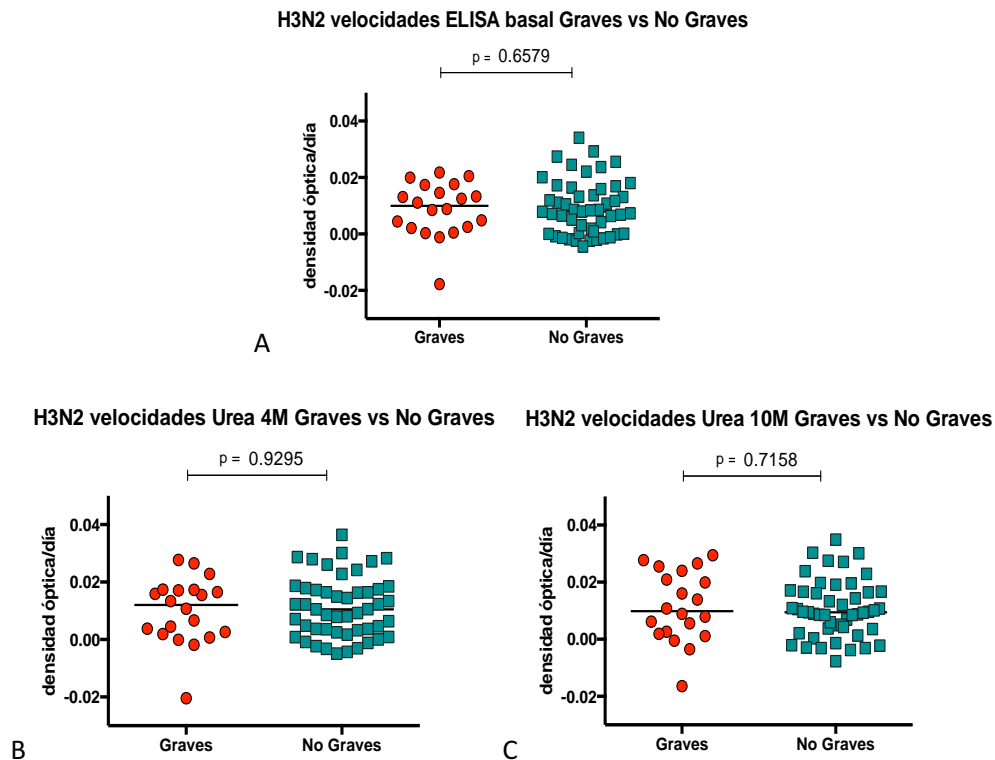 H3N2 velocidades ELISA basal Graves vs No Graves
p = 0.6579
densidad óptica/día
0.04
0.02
0.00
-0.02
Graves No Graves
A
H3N2 velocidades Urea 4M Graves vs No Graves
p = 0.9295
densidad óptica/día
0.04
0.02
0.00
-0.02
Graves No Graves
B
H3N2 velocidades Urea 10M Graves vs No Graves
p = 0.7158
densidad óptica/día
0.04
0.02
0.00
-0.02
Graves No Graves
C